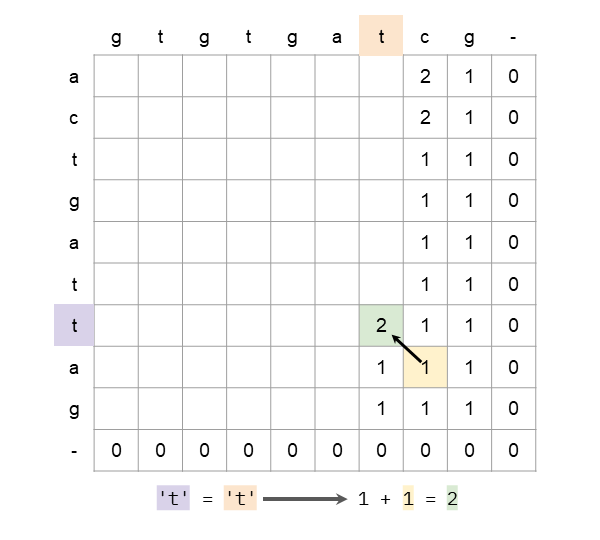 g t g t g a t c g -
a 2 1 0
c 2 1 0
t 1 1 0
g 1 1 0
a 1 1 0
t 1 1 0
t 2 1 1 0
a 1 1 1 0
g 1 1 1 0
- 0 0 0 0 0 0 0 0 0 0
't' = 't' 1 + 1 = 2